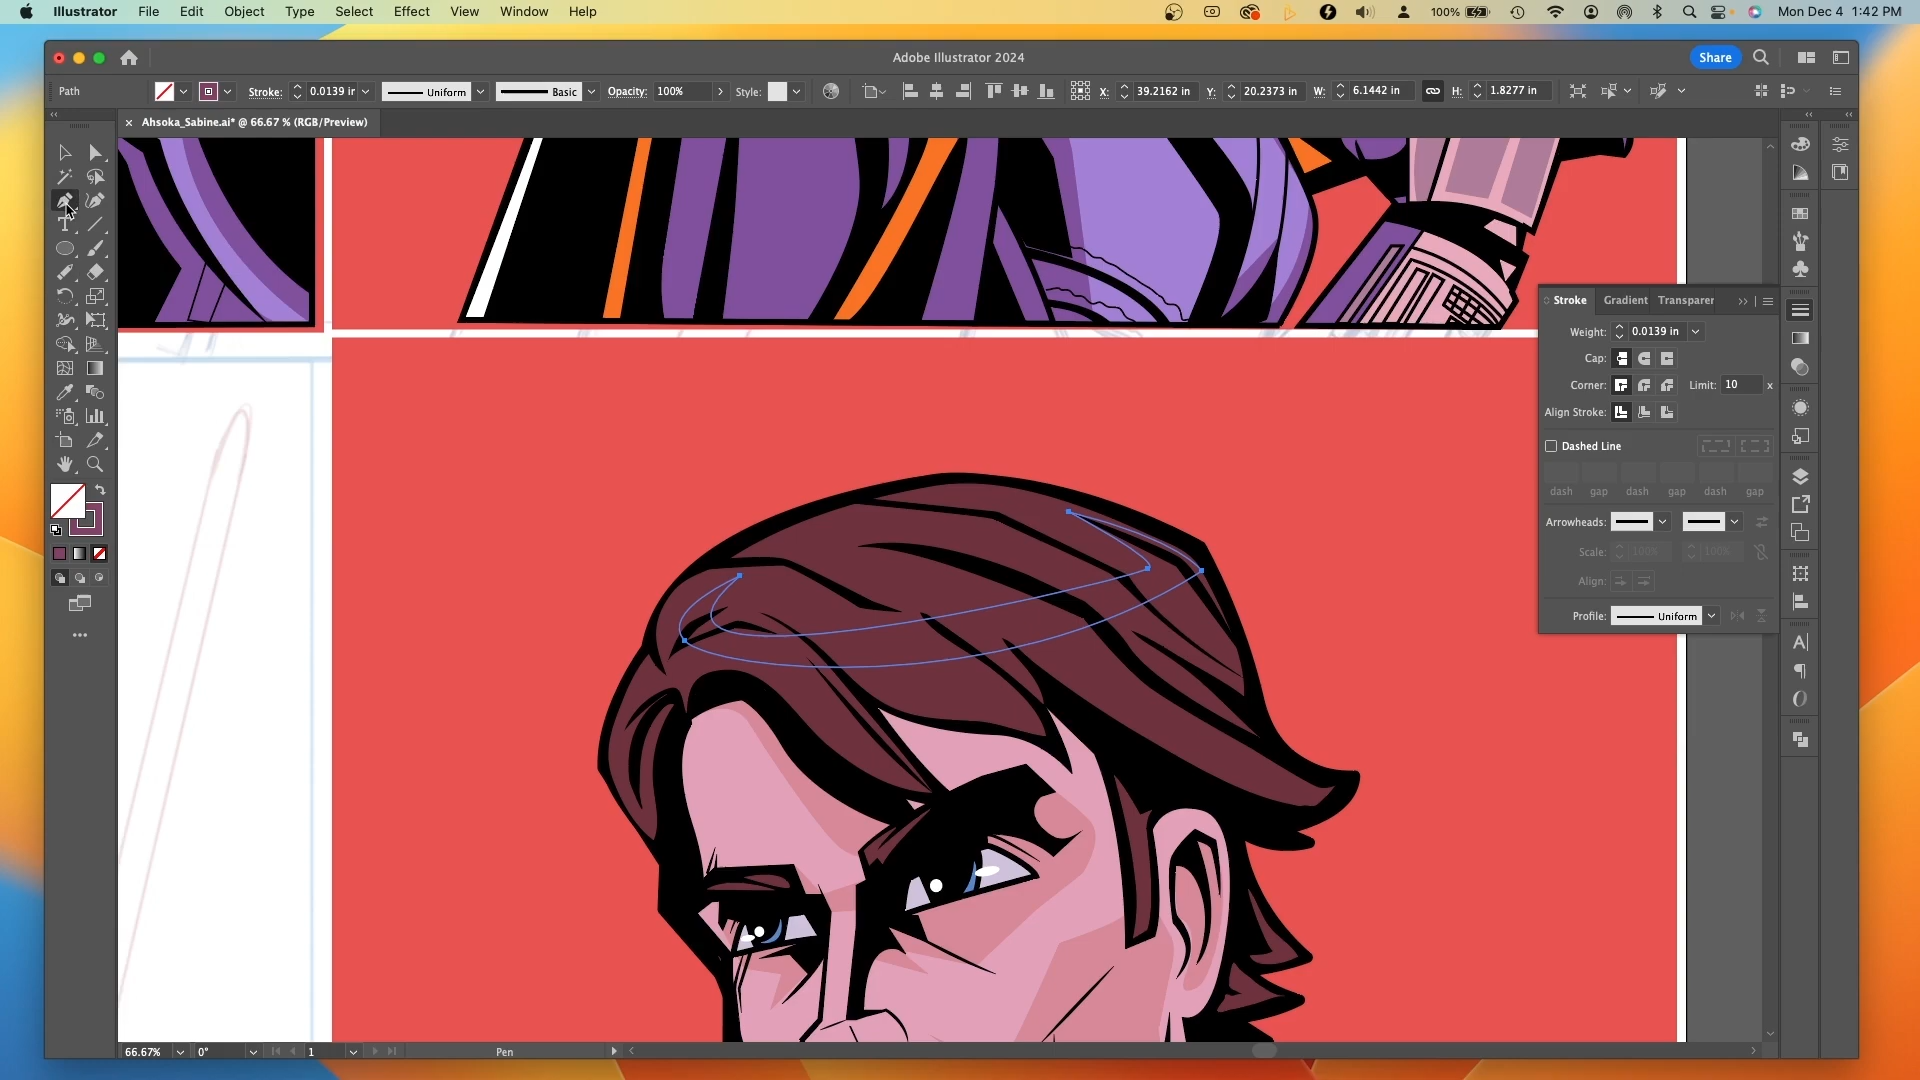 Illustrator File Edit Object Type Select Effect View Window Help 100% Mon Dec 4 1:42 PM
Adobe Illustrator 2024 Share
Path Stroke: 0.0139 ir Uniform Basic Opacity: 100% Style: X: 39.2162 in Y: 20.2373 in W: 6.1442 in H: 1.8277 in
× Ahsoka_Sabine.ai* @ 66.67 % (RGB/Preview)
Stroke Gradient Transparer
Weight: 0.0139 in
Cap:
Corner: Limit: 10 x
Align Stroke:
Dashed Line
dash gap dash gap dash gap
Arrowheads:
Scale: 100% 100%
Align:
Profile: Uniform
66.67% 0° 1 Pen